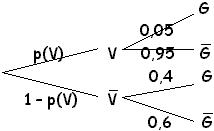 G
0,05
p(V) V 0,95 G̅
0,4 G
1 - p(V) V̅
0,6 G̅